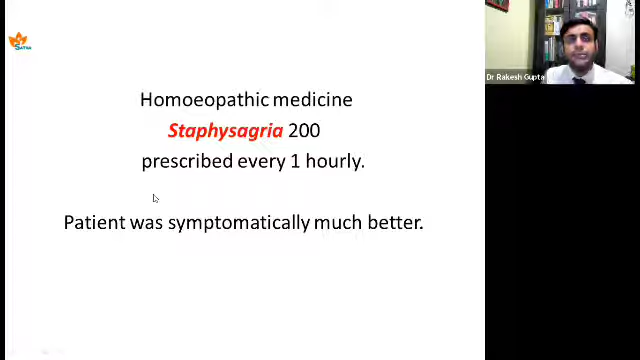 Homoeopathic medicine
Staphysagria 200
prescribed every 1 hourly.
Patient was symptomatically much better.
Dr Rakesh Gupta